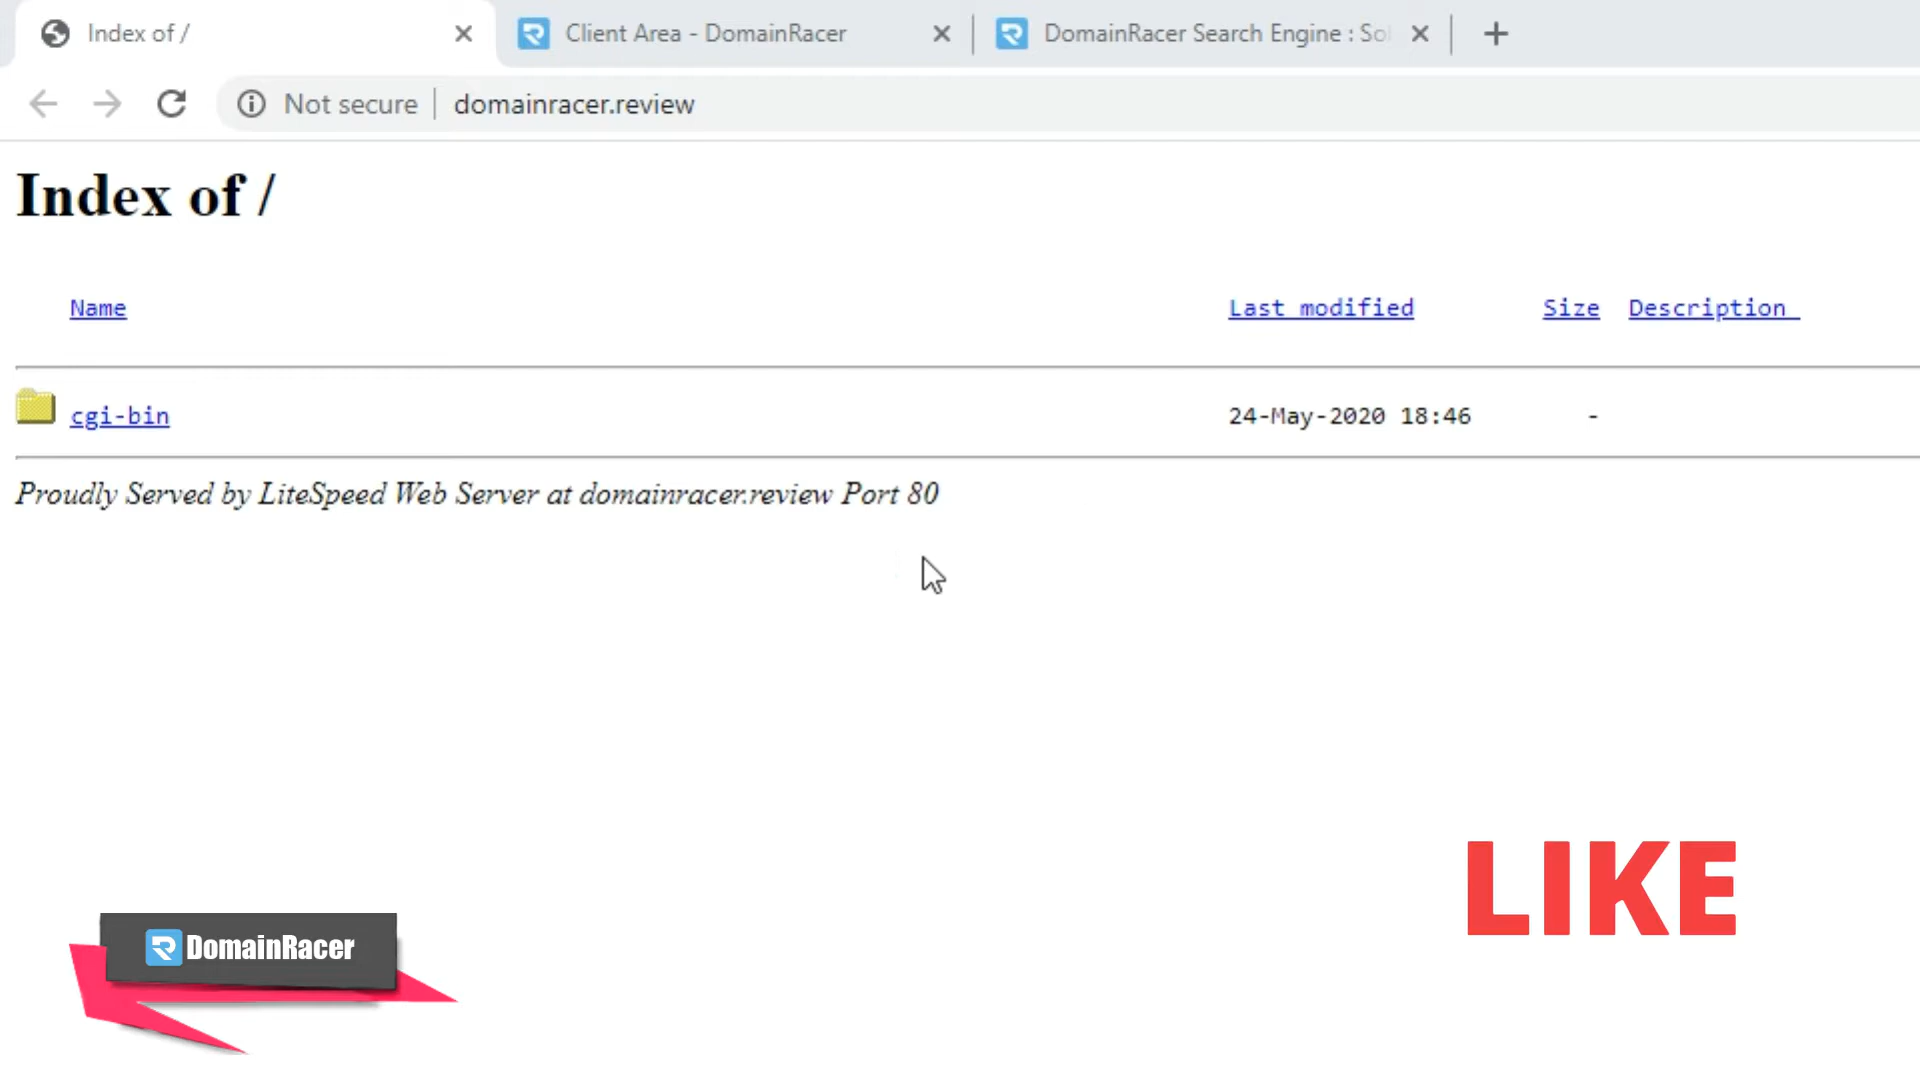 Index of /
Client Area - DomainRacer
DomainRacer Search Engine : Sol
Not secure
domainracer.review
Index of /
Name Last modified Size Description
cgi-bin 24-May-2020 18:46 -
Proudly Served by LiteSpeed Web Server at domainracer.review Port 80
LIKE
DomainRacer